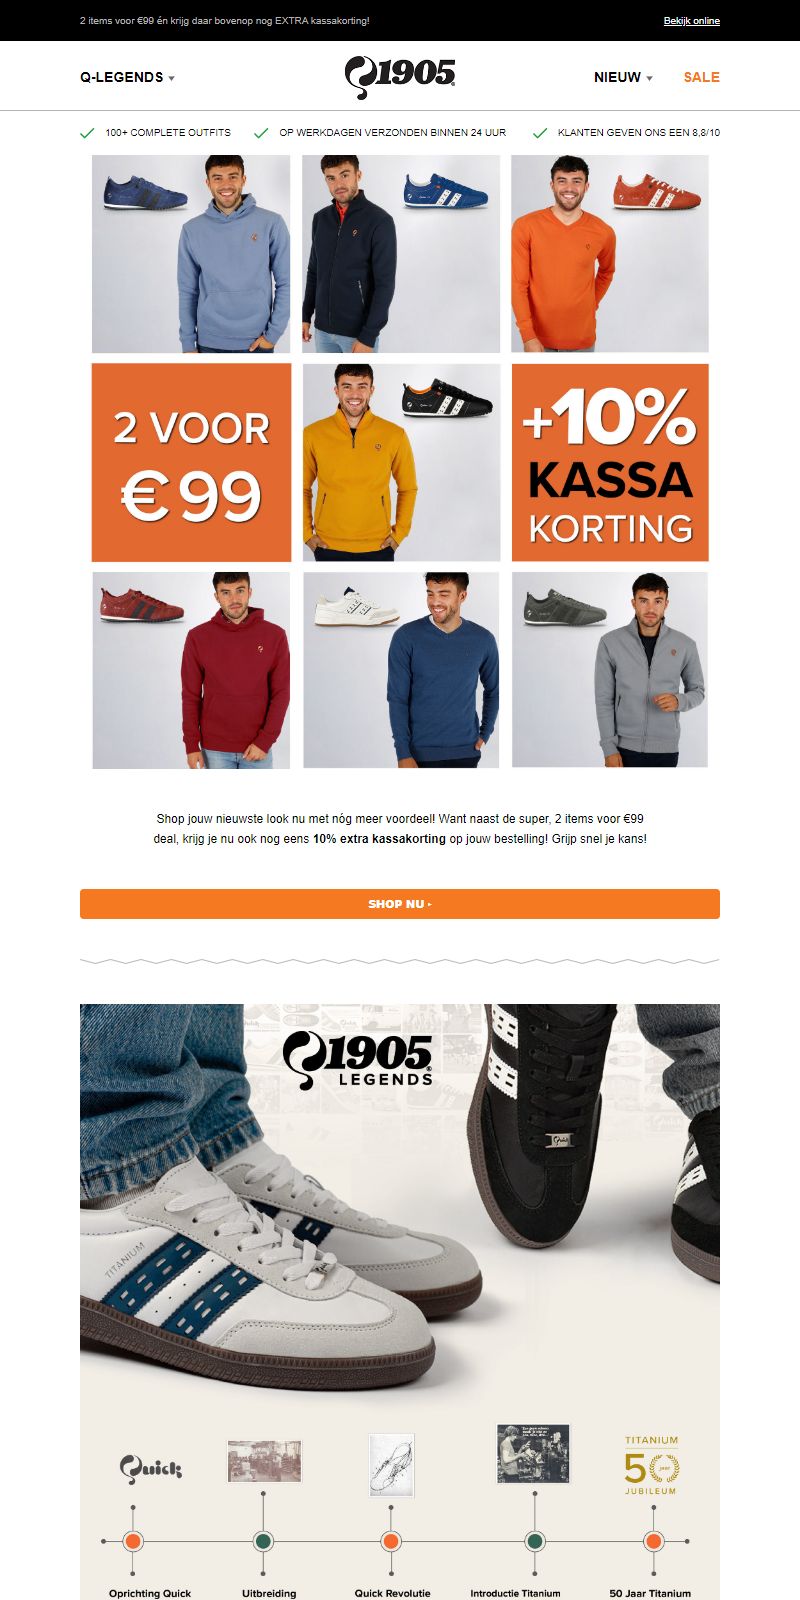 2 items voor €99 én krijg daar bovenop nog EXTRA kassakorting!
Bekijk online
Q-LEGENDS
1905
NIEUW
SALE
100+ COMPLETE OUTFITS
OP WERKDAGEN VERZONDEN BINNEN 24 UUR
KLANTEN GEVEN ONS EEN 8,8/10
2 VOOR
€99
+10%
KASSA
KORTING
Shop jouw nieuwste look nu met nóg meer voordeel! Want naast de super, 2 items voor €99
deal, krijg je nu ook nog eens 10% extra kassakorting op jouw bestelling! Grijp snel je kans!
SHOP NU
1905
LEGENDS
Quick
TITANIUM
Quick
TITANIUM
50
jaar
JUBILEUM
Oprichting Quick
Uitbreiding
Quick Revolutie
Introductie Titanium
50 Jaar Titanium